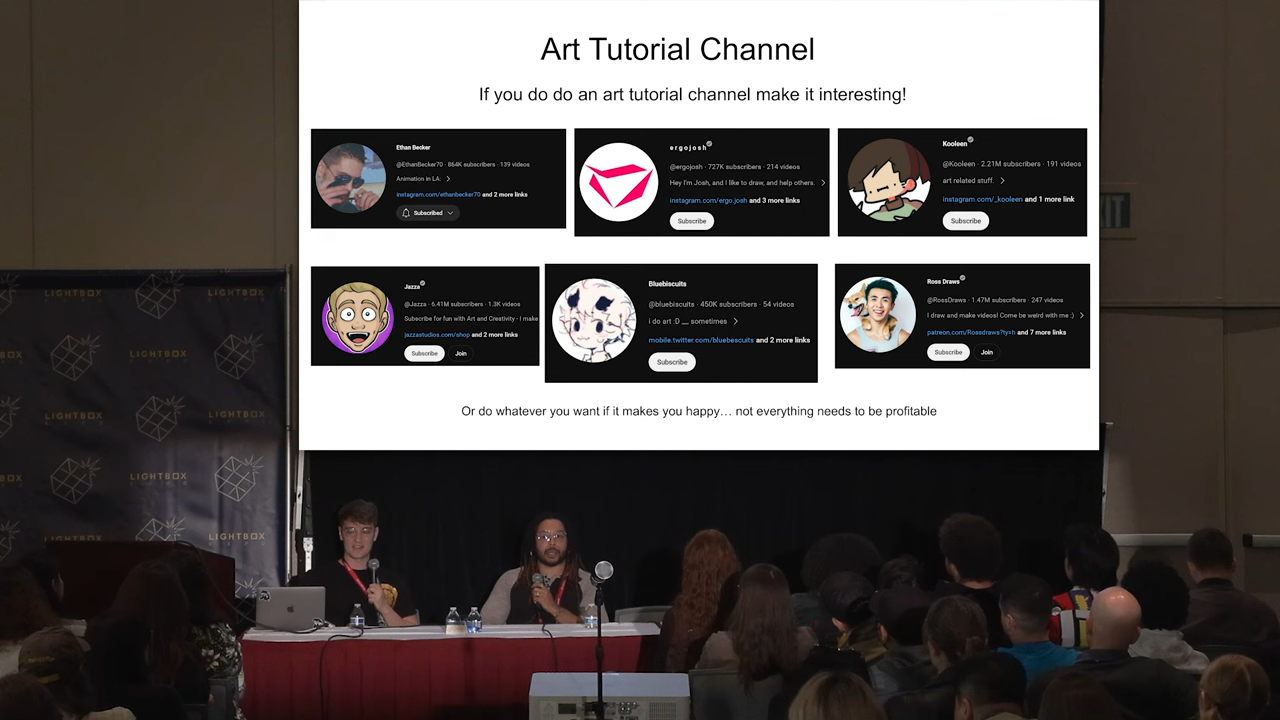 Art Tutorial Channel
If you do do an art tutorial channel make it interesting!
Ethan Becker
@EthanBecker70 · 864K subscribers · 139 videos
Animation in LA:
instagram.com/ethanbecker70 and 2 more links
Subscribed
ergojosh
@ergojosh · 727K subscribers · 214 videos
Hey I'm Josh, and I like to draw, and help others.
instagram.com/ergo.josh and 3 more links
Subscribe
Kooleen
@Kooleen · 2.21M subscribers · 191 videos
art related stuff.
instagram.com/_kooleen and 1 more link
Subscribe
Jazza
@Jazza · 6.41M subscribers · 1.3K videos
Subscribe for fun with Art and Creativity - I make
jazzastudios.com/shop and 2 more links
Subscribe Join
Bluebiscuits
@bluebiscuits · 450K subscribers · 54 videos
i do art :D __ sometimes
mobile.twitter.com/bluebescuits and 2 more links
Subscribe
Ross Draws
@RossDraws · 1.47M subscribers · 247 videos
I draw and make videos! Come be weird with me :)
patreon.com/Rossdraws?ty=h and 7 more links
Subscribe Join
Or do whatever you want if it makes you happy… not everything needs to be profitable
LIGHTBOX
LIGHTBOX
LIGHTBOX
LIGHTBOX
LIGHTBOX
LIGHTBOX